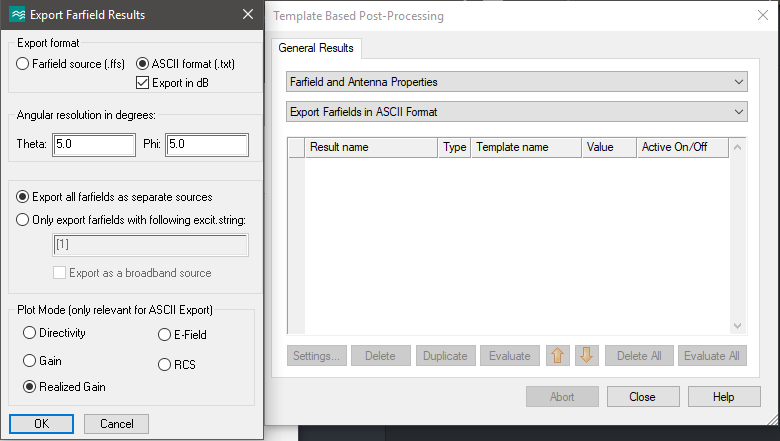 Export Farfield Results
Export format
Farfield source (.ffs)
ASCII format (.txt)
Export in dB
Angular resolution in degrees:
Theta: 5.0 Phi: 5.0
Export all farfields as separate sources
Only export farfields with following excit.string:
[1]
Export as a broadband source
Plot Mode (only relevant for ASCII Export)
Directivity
E-Field
Gain
RCS
Realized Gain
OK
Cancel
Template Based Post-Processing
General Results
Farfield and Antenna Properties
Export Farfields in ASCII Format
Result name Type Template name Value Active On/Off
Settings... Delete Duplicate Evaluate Delete All Evaluate All
Abort Close Help